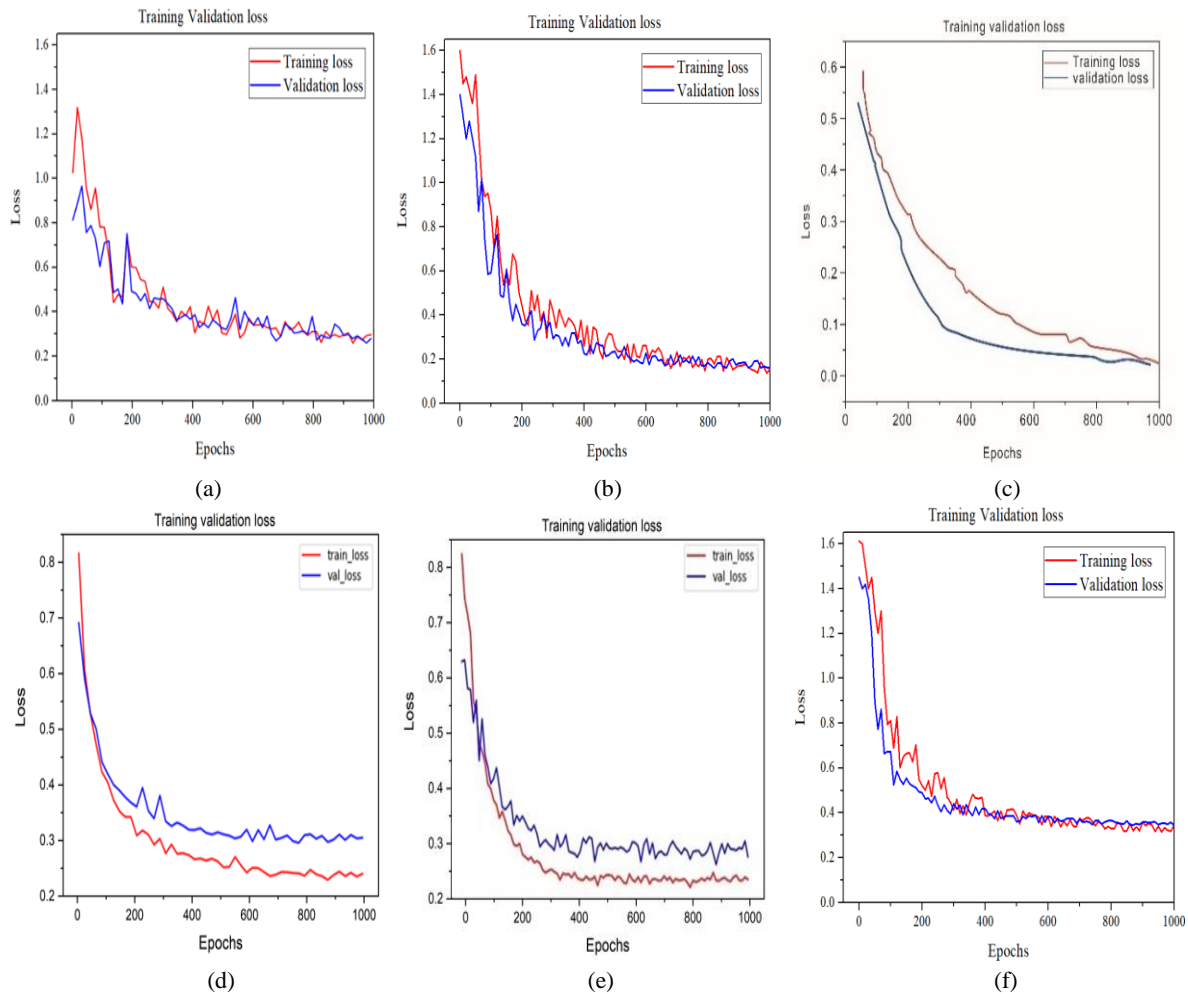 Training Validation loss
1.6
1.4
1.2
1.0
0.8
0.6
0.4
0.2
0.0
Loss
Training loss
Validation loss
0
200
400
600
800
1000
Epochs
(a)
Training Validation loss
1.6
1.4
1.2
1.0
0.8
0.6
0.4
0.2
0.0
Loss
Training loss
Validation loss
0
200
400
600
800
1000
Epochs
(b)
Training validation loss
0.6
0.5
0.4
0.3
0.2
0.1
0.0
Loss
Training loss
validation loss
0
200
400
600
800
1000
Epochs
(c)
Training validation loss
0.8
0.7
0.6
0.5
0.4
0.3
0.2
Loss
train_loss
val_loss
0
200
400
600
800
1000
Epochs
(d)
Training validation loss
0.8
0.7
0.6
0.5
0.4
0.3
0.2
Loss
train_loss
val_loss
0
200
400
600
800
1000
Epochs
(e)
Training Validation loss
1.6
1.4
1.2
1.0
0.8
0.6
0.4
0.2
0.0
Loss
Training loss
Validation loss
0
200
400
600
800
1000
Epochs
(f)